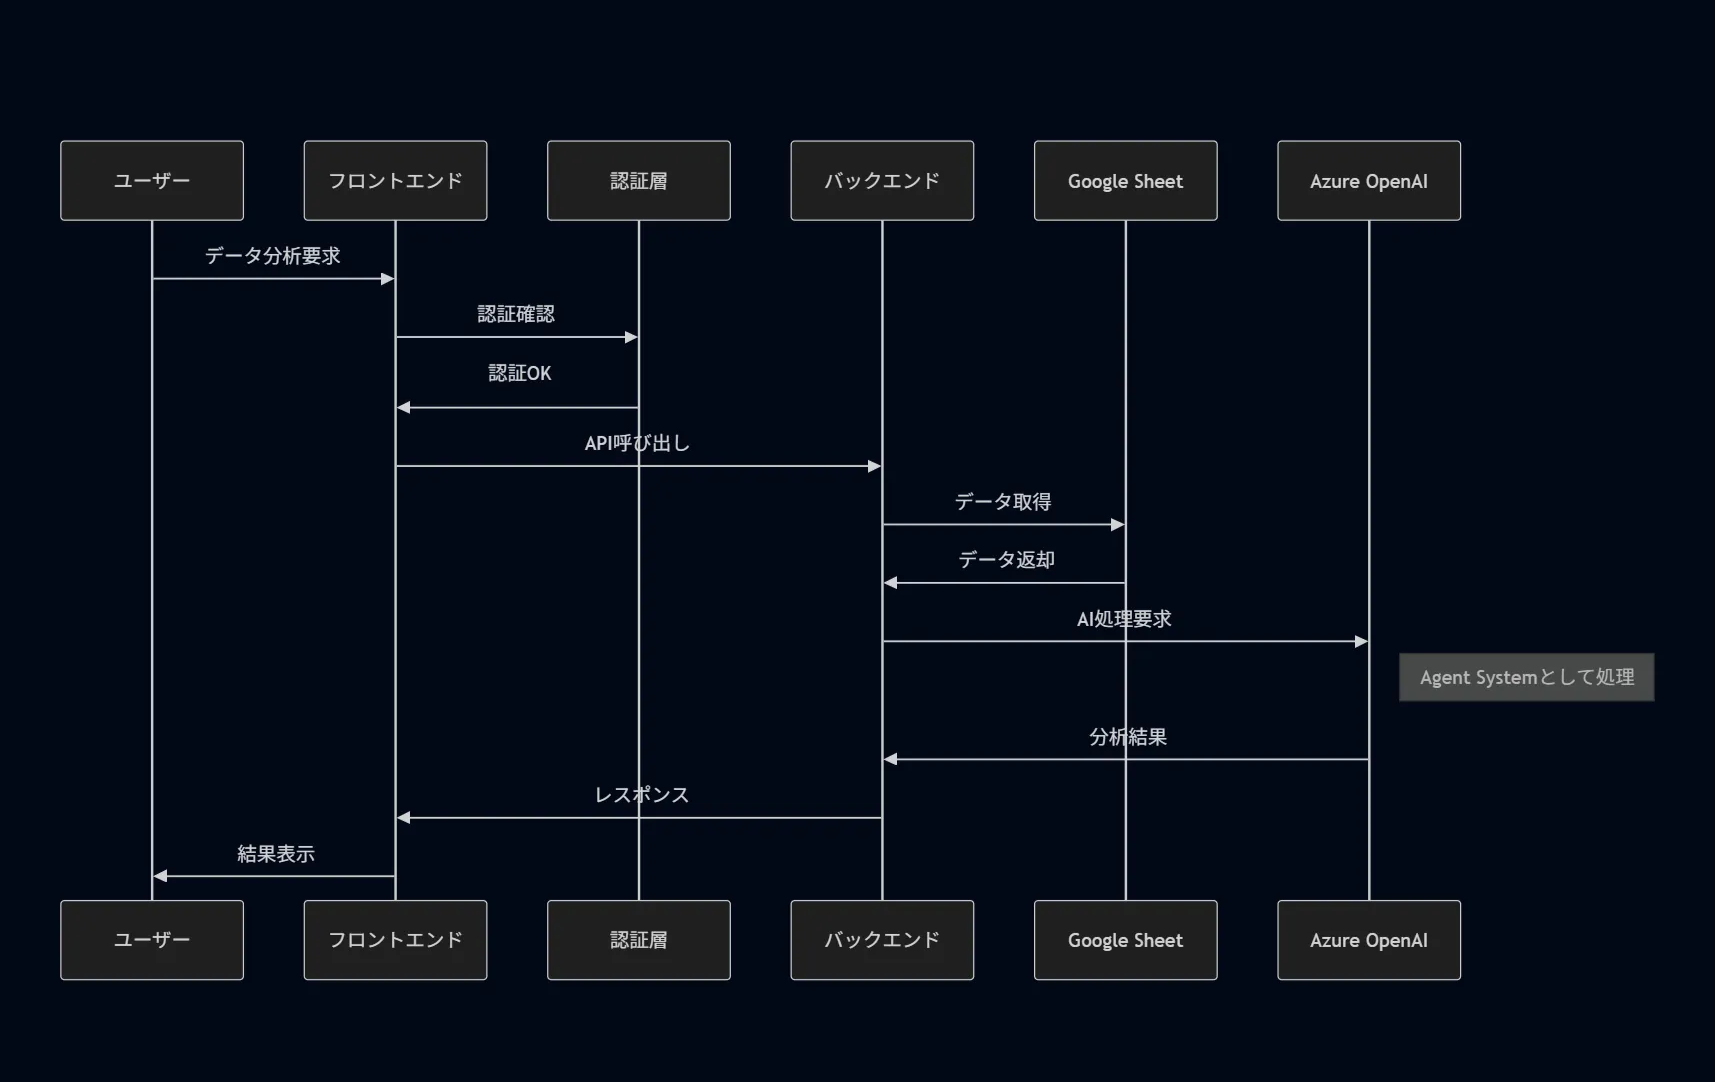 ユーザー
フロントエンド
認証層
バックエンド
Google Sheet
Azure OpenAI
データ分析要求
認証確認
認証OK
API呼び出し
データ取得
データ返却
AI処理要求
Agent Systemとして処理
分析結果
レスポンス
結果表示
ユーザー
フロントエンド
認証層
バックエンド
Google Sheet
Azure OpenAI